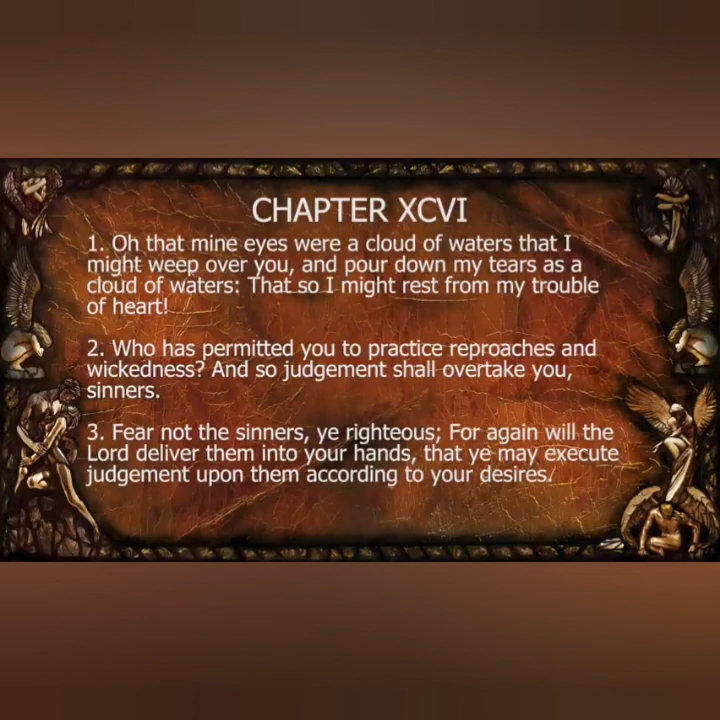 CHAPTER XCVI
1. Oh that mine eyes were a cloud of waters that I
might weep over you, and pour down my tears as a
cloud of waters: That so I might rest from my trouble
of heart!
2. Who has permitted you to practice reproaches and
wickedness? And so judgement shall overtake you,
sinners.
3. Fear not the sinners, ye righteous; For again will the
Lord deliver them into your hands, that ye may execute
judgement upon them according to your desires.